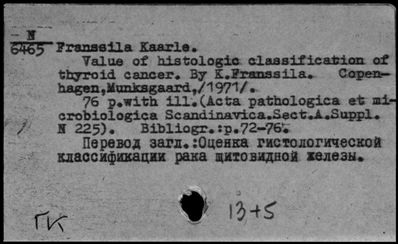 N
6465 Franssila Kaarle.
Value of histologic classification of
thyroid cancer. By K.Franssila. Copen-
hagen,Munksgaard,/1971/.
76 p.with ill.(Acta pathologica et mi-
crobiologica Scandinavica.Sect.A.Suppl.
N 225). Bibliogr.:p.72-76.
Перевод загл.:Оценка гистологической
классификации рака щитовидной железы.
ГК 13+5